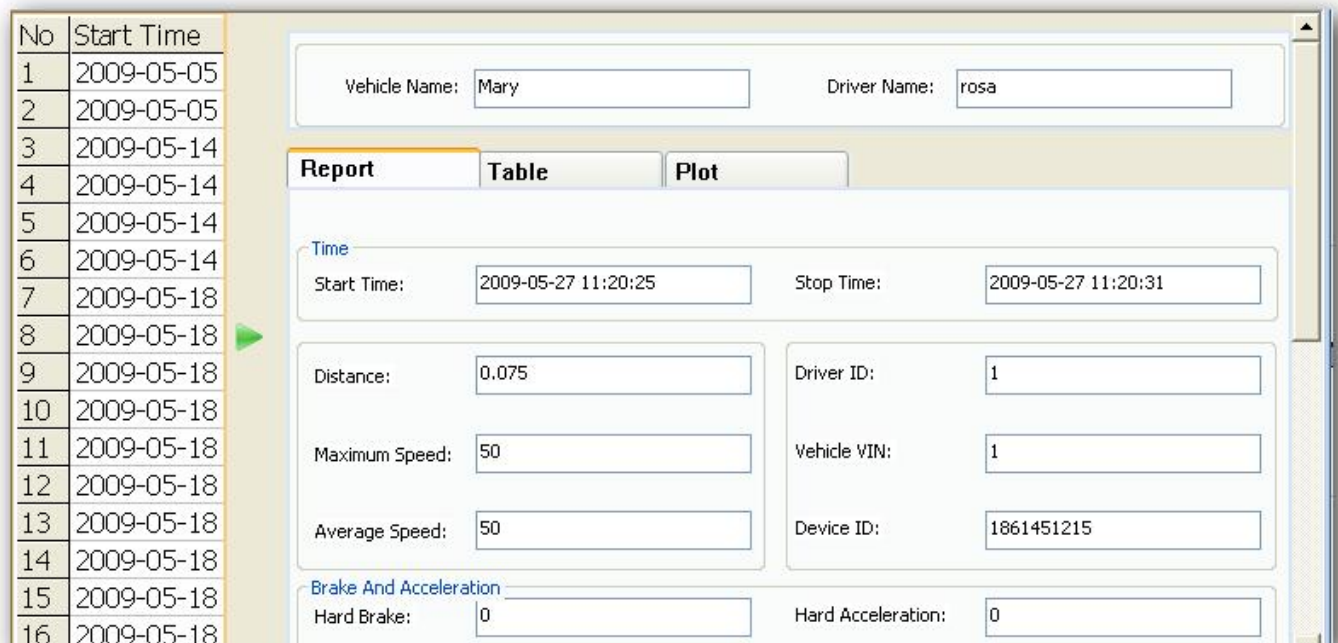 No Start Time
1 2009-05-05
2 2009-05-05
3 2009-05-14
4 2009-05-14
5 2009-05-14
6 2009-05-14
7 2009-05-18
8 2009-05-18
9 2009-05-18
10 2009-05-18
11 2009-05-18
12 2009-05-18
13 2009-05-18
14 2009-05-18
15 2009-05-18
16 2009-05-18
Vehicle Name: Mary Driver Name: rosa
Report Table Plot
Time
Start Time: 2009-05-27 11:20:25 Stop Time: 2009-05-27 11:20:31
Distance: 0.075 Driver ID: 1
Maximum Speed: 50 Vehicle VIN: 1
Average Speed: 50 Device ID: 1861451215
Brake And Acceleration
Hard Brake: 0 Hard Acceleration: 0